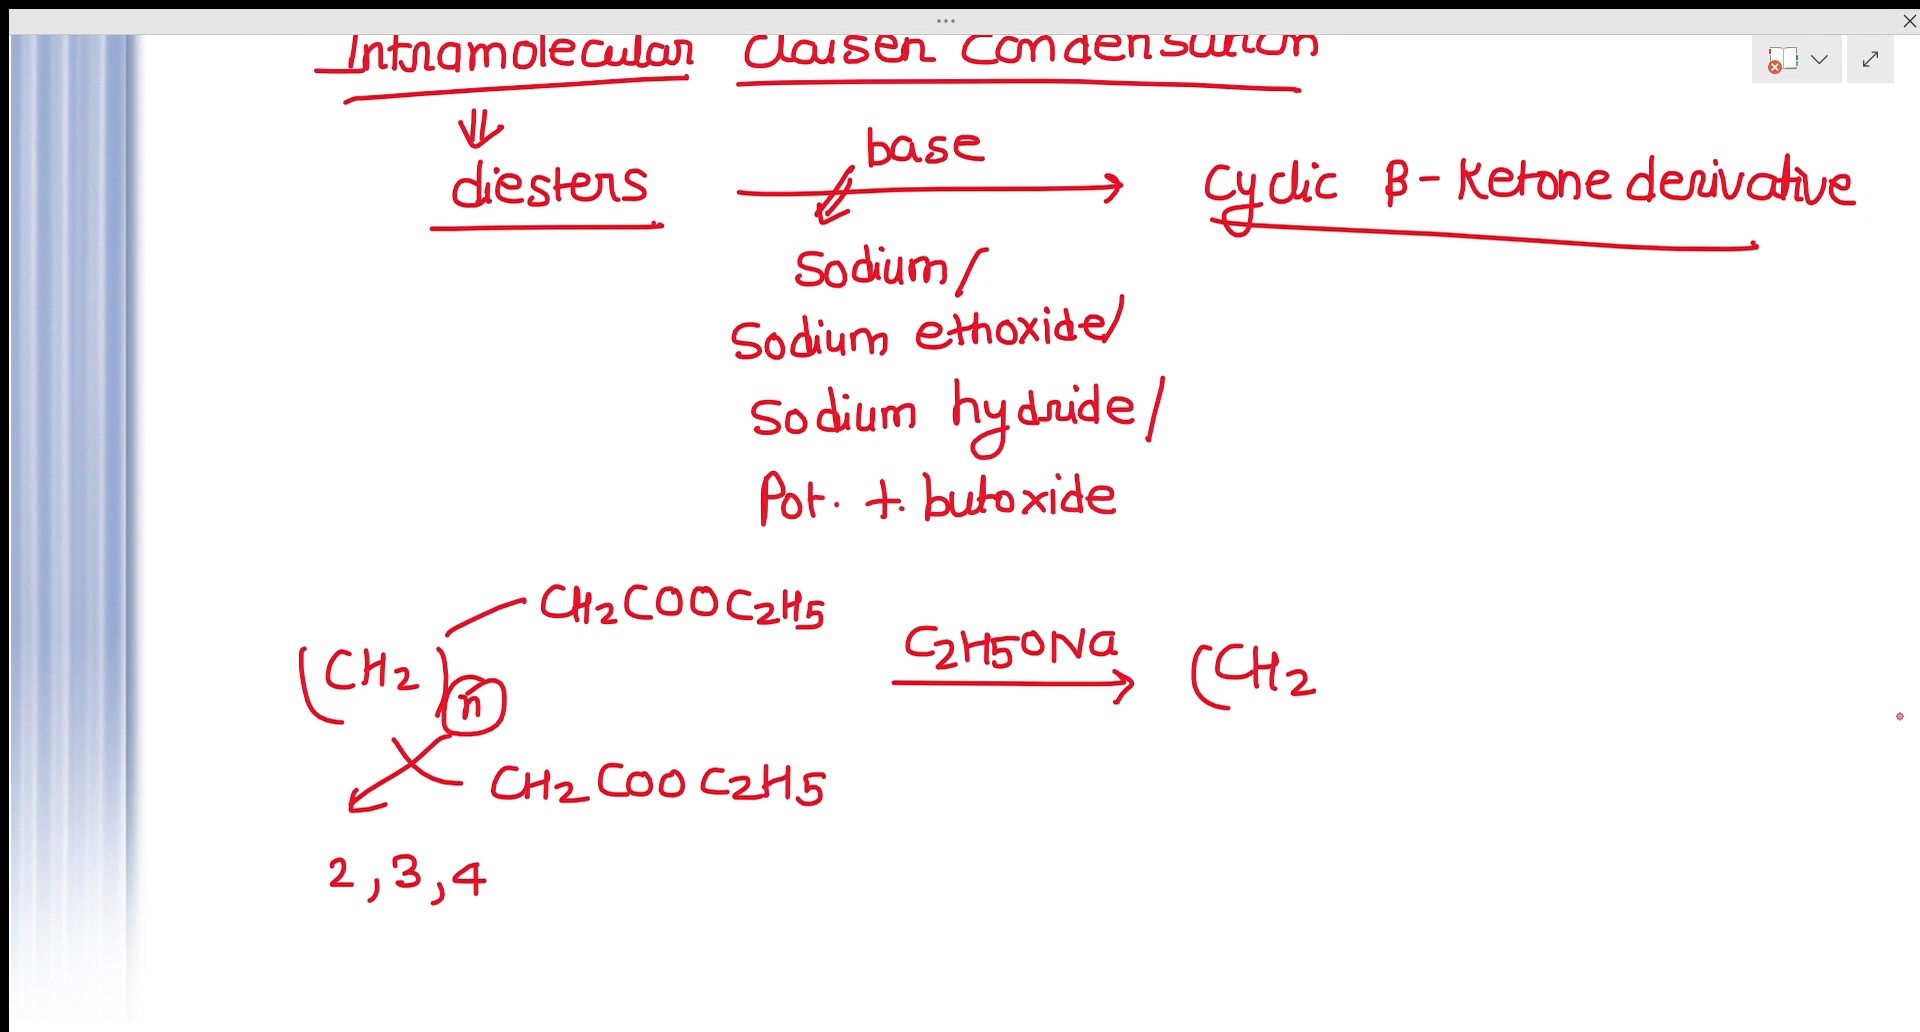 Intramolecular Claisen Condensation
diesters base Cyclic β-Ketone derivative
Sodium/
Sodium ethoxide/
Sodium hydride/
Pot. t. butoxide
CH2COOC2H5
(CH2)n C2H5ONa (CH2
CH2COOC2H5
2,3,4